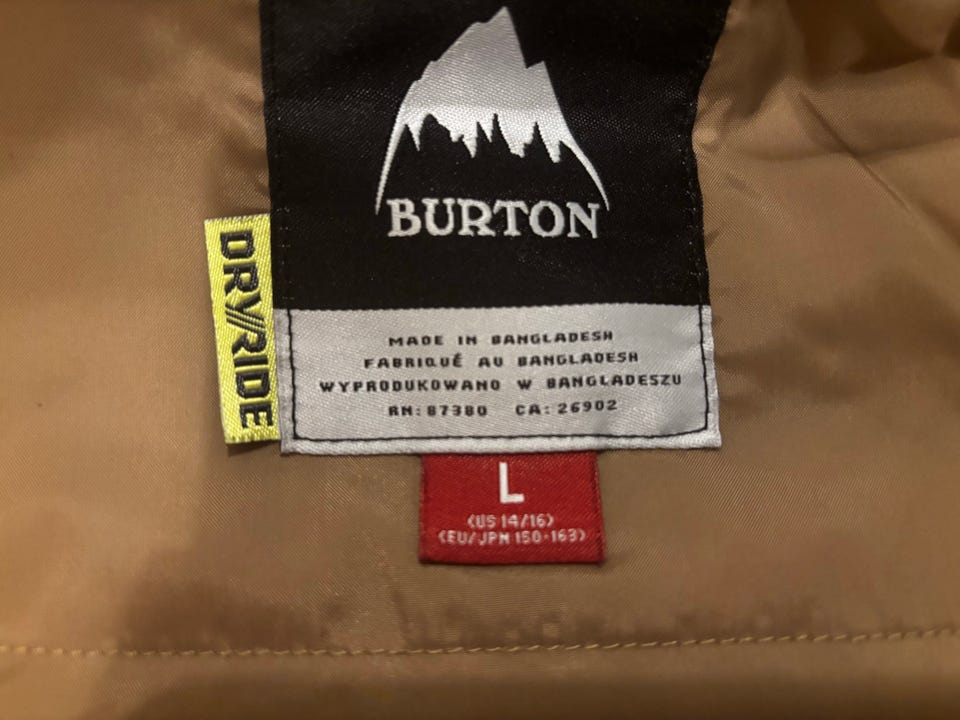 BURTON
DRY//RIDE
MADE IN BANGLADESH
FABRIQUÉ AU BANGLADESH
WYPRODUKOWANO W BANGLADESZU
RN: 87380 CA: 26902
L
(US 14/16)
(EU/JPN 150-163)